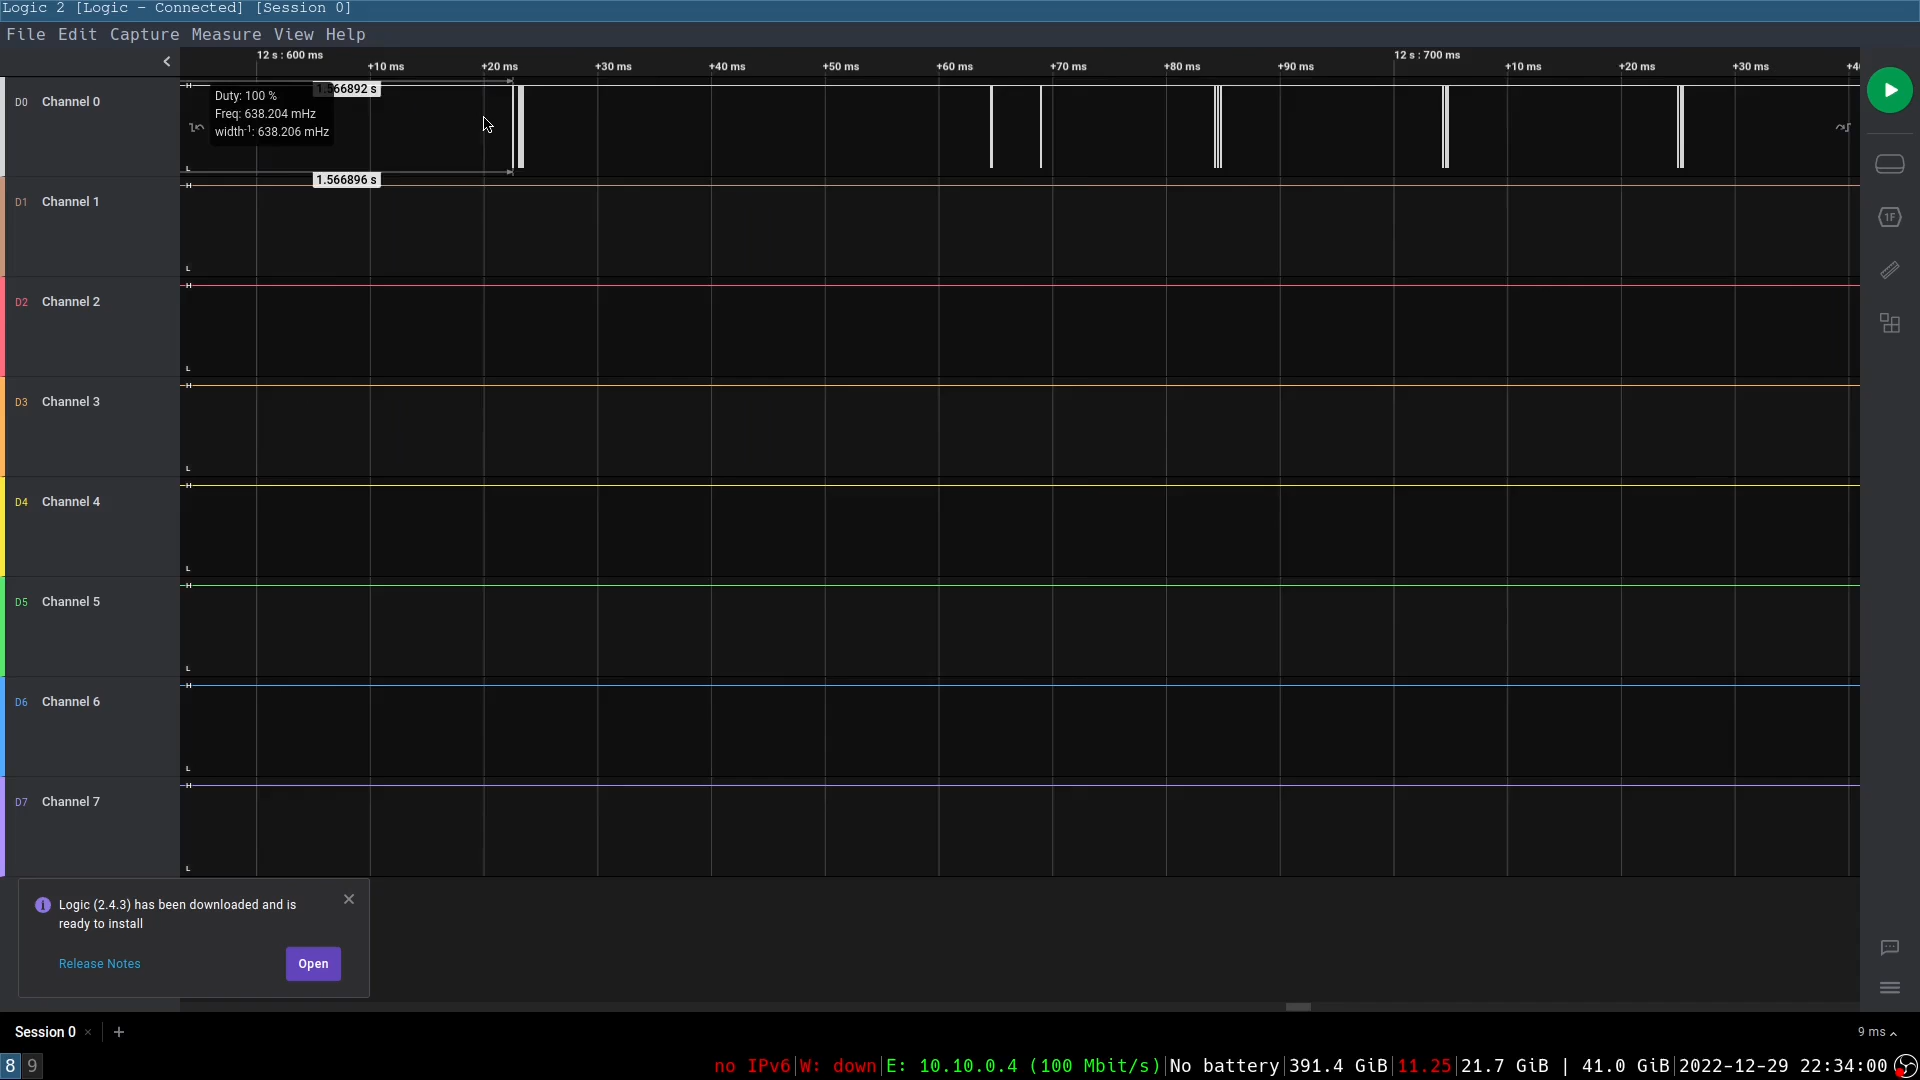 Logic 2 [Logic - Connected] [Session 0]
File Edit Capture Measure View Help
12 s : 600 ms
12 s : 700 ms
+10 ms +20 ms +30 ms +40 ms +50 ms +60 ms +70 ms +80 ms +90 ms +10 ms +20 ms +30 ms +4
D0 Channel 0
H
1.566892 s
Duty: 100 %
Freq: 638.204 mHz
width-1: 638.206 mHz
L
1.566896 s
D1 Channel 1
H
L
D2 Channel 2
H
L
D3 Channel 3
H
L
D4 Channel 4
H
L
D5 Channel 5
H
L
D6 Channel 6
H
L
D7 Channel 7
H
L
1F
Logic (2.4.3) has been downloaded and is
ready to install
Release Notes
Open
Session 0
9 ms
8 9
no IPv6|W: down|E: 10.10.0.4 (100 Mbit/s)|No battery|391.4 GiB|11.25|21.7 GiB | 41.0 GiB|2022-12-29 22:34:00